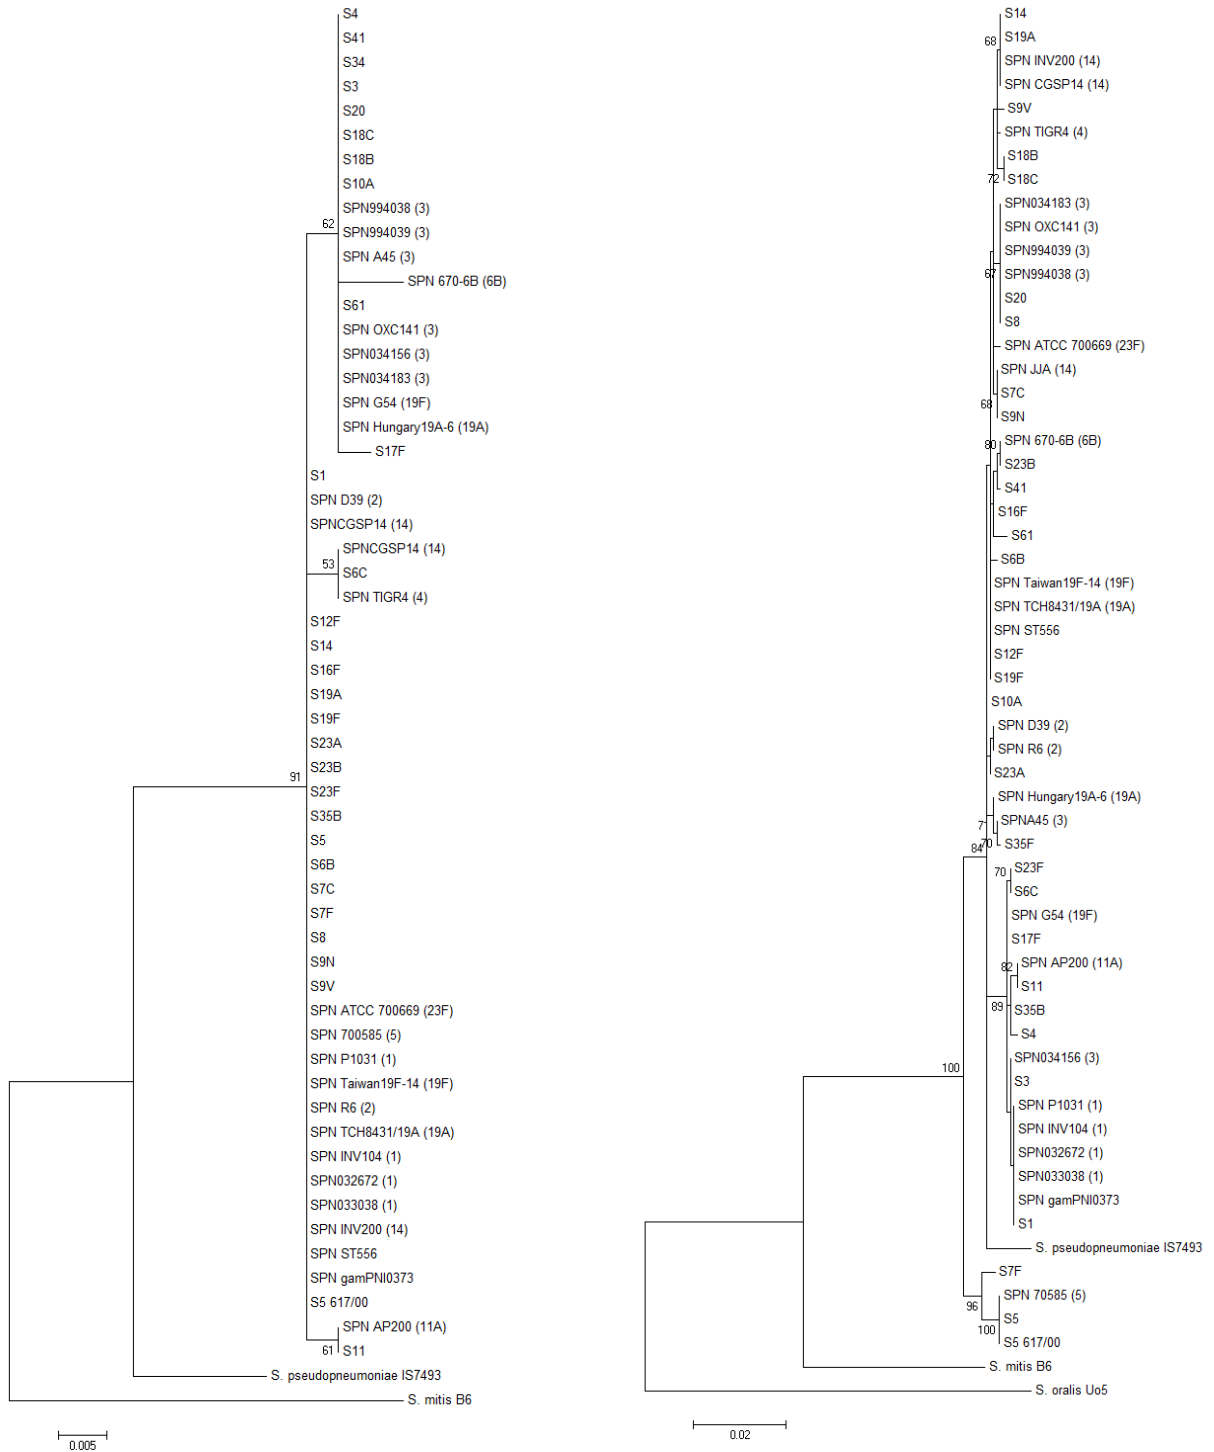 S4
S41
S34
S3
S20
S18C
S18B
S10A
SPN994038 (3)
62
SPN994039 (3)
SPN A45 (3)
SPN 670-6B (6B)
S61
SPN OXC141 (3)
SPN034156 (3)
SPN034183 (3)
SPN G54 (19F)
SPN Hungary19A-6 (19A)
S17F
S1
SPN D39 (2)
SPNCGSP14 (14)
SPNCGSP14 (14)
53
S6C
SPN TIGR4 (4)
S12F
S14
S16F
S19A
S19F
S23A
S23B
91
S23F
S35B
S5
S6B
S7C
S7F
S8
S9N
S9V
SPN ATCC 700669 (23F)
SPN 700585 (5)
SPN P1031 (1)
SPN Taiwan19F-14 (19F)
SPN R6 (2)
SPN TCH8431/19A (19A)
SPN INV104 (1)
SPN032672 (1)
SPN033038 (1)
SPN INV200 (14)
SPN ST556
SPN gamPNI0373
S5 617/00
SPN AP200 (11A)
61
S11
S. pseudopneumoniae IS7493
S. mitis B6
0.005
S14
68
S19A
SPN INV200 (14)
SPN CGSP14 (14)
S9V
SPN TIGR4 (4)
S18B
72
S18C
SPN034183 (3)
SPN OXC141 (3)
SPN994039 (3)
67
SPN994038 (3)
S20
S8
SPN ATCC 700669 (23F)
SPN JJA (14)
S7C
68
S9N
80
SPN 670-6B (6B)
S23B
S41
S16F
S61
S6B
SPN Taiwan19F-14 (19F)
SPN TCH8431/19A (19A)
SPN ST556
S12F
S19F
S10A
SPN D39 (2)
SPN R6 (2)
S23A
SPN Hungary19A-6 (19A)
7
SPNA45 (3)
84
70
S35F
70
S23F
S6C
SPN G54 (19F)
S17F
82
SPN AP200 (11A)
S11
89
S35B
S4
SPN034156 (3)
100
S3
SPN P1031 (1)
SPN INV104 (1)
SPN032672 (1)
SPN033038 (1)
SPN gamPNI0373
S1
S. pseudopneumoniae IS7493
S7F
96
SPN 70585 (5)
100
S5
S5 617/00
S. mitis B6
S. oralis Uo5
0.02